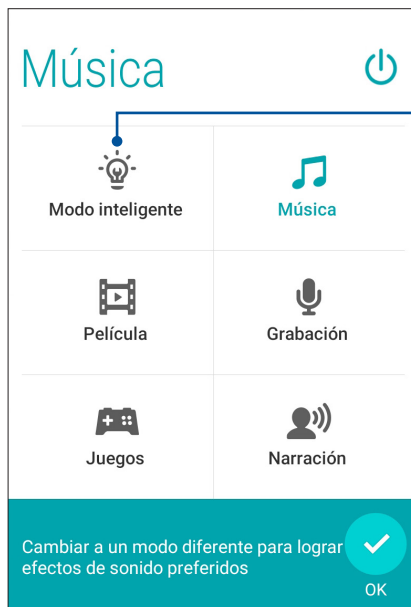 Música
Modo inteligente
Música
Película
Grabación
Juegos
Narración
Cambiar a un modo diferente para lograr
efectos de sonido preferidos
OK